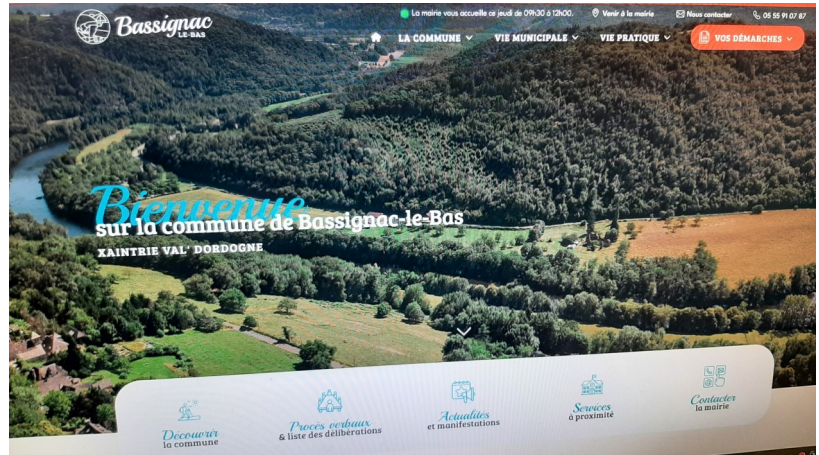 Bassignac
LE-BAS
La mairie vous accueille ce jeudi de 09h30 à 12h00.
Venir à la mairie
Nous contacter
05 55 91 07 87
LA COMMUNE
VIE MUNICIPALE
VIE PRATIQUE
VOS DÉMARCHES
Bienvenue
sur la commune de Bassignac-le-Bas
XAINTRIE VAL' DORDOGNE
Découvrir
la commune
Procès verbaux
& liste des délibérations
Actualités
et manifestations
Services
à proximité
Contacter
la mairie